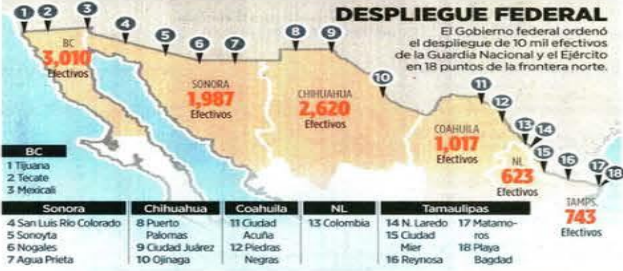 DESPLIEGUE FEDERAL
El Gobierno federal ordenó
el despliegue de 10 mil efectivos
de la Guardia Nacional y el Ejército
en 18 puntos de la frontera norte.
1 2 3 4 5 6 7 8 9 10 11 12 13 14 15 16 17 18
BC
3,010
Efectivos
SONORA
1,987
Efectivos
CHIHUAHUA
2,620
Efectivos
COAHUILA
1,017
Efectivos
NL
623
Efectivos
TAMPS.
743
Efectivos
BC
1 Tijuana
2 Tecate
3 Mexicali
Sonora
4 San Luis Río Colorado
5 Sonoyta
6 Nogales
7 Agua Prieta
Chihuahua
8 Puerto
Palomas
9 Ciudad Juárez
10 Ojinaga
Coahuila
11 Ciudad
Acuña
12 Piedras
Negras
NL
13 Colombia
Tamaulipas
14 N. Laredo
15 Ciudad
Mier
16 Reynosa
17 Matamo-
ros
18 Playa
Bagdad